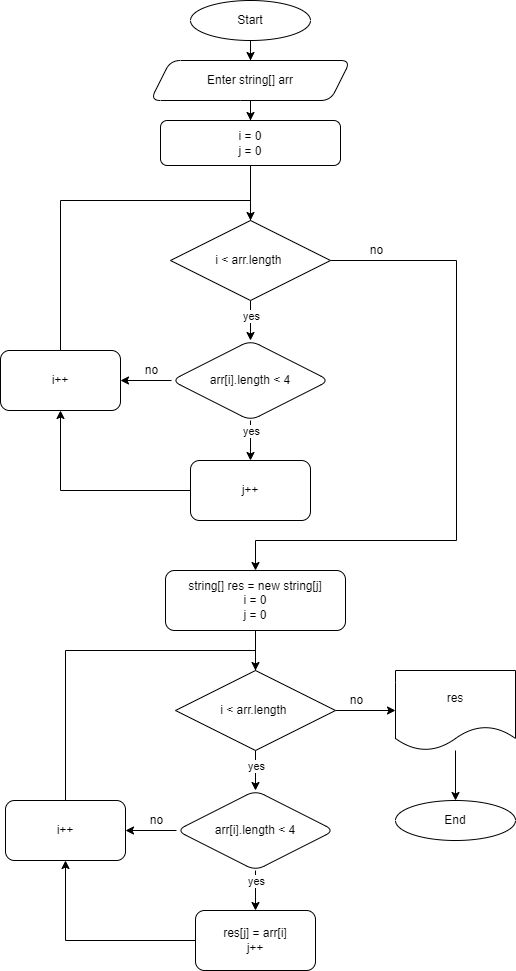 Start
Enter string[] arr
i = 0
j = 0
i < arr.length
no
yes
arr[i].length < 4
no
i++
yes
j++
string[] res = new string[j]
i = 0
j = 0
i < arr.length
no
res
yes
arr[i].length < 4
no
i++
End
yes
res[j] = arr[i]
j++